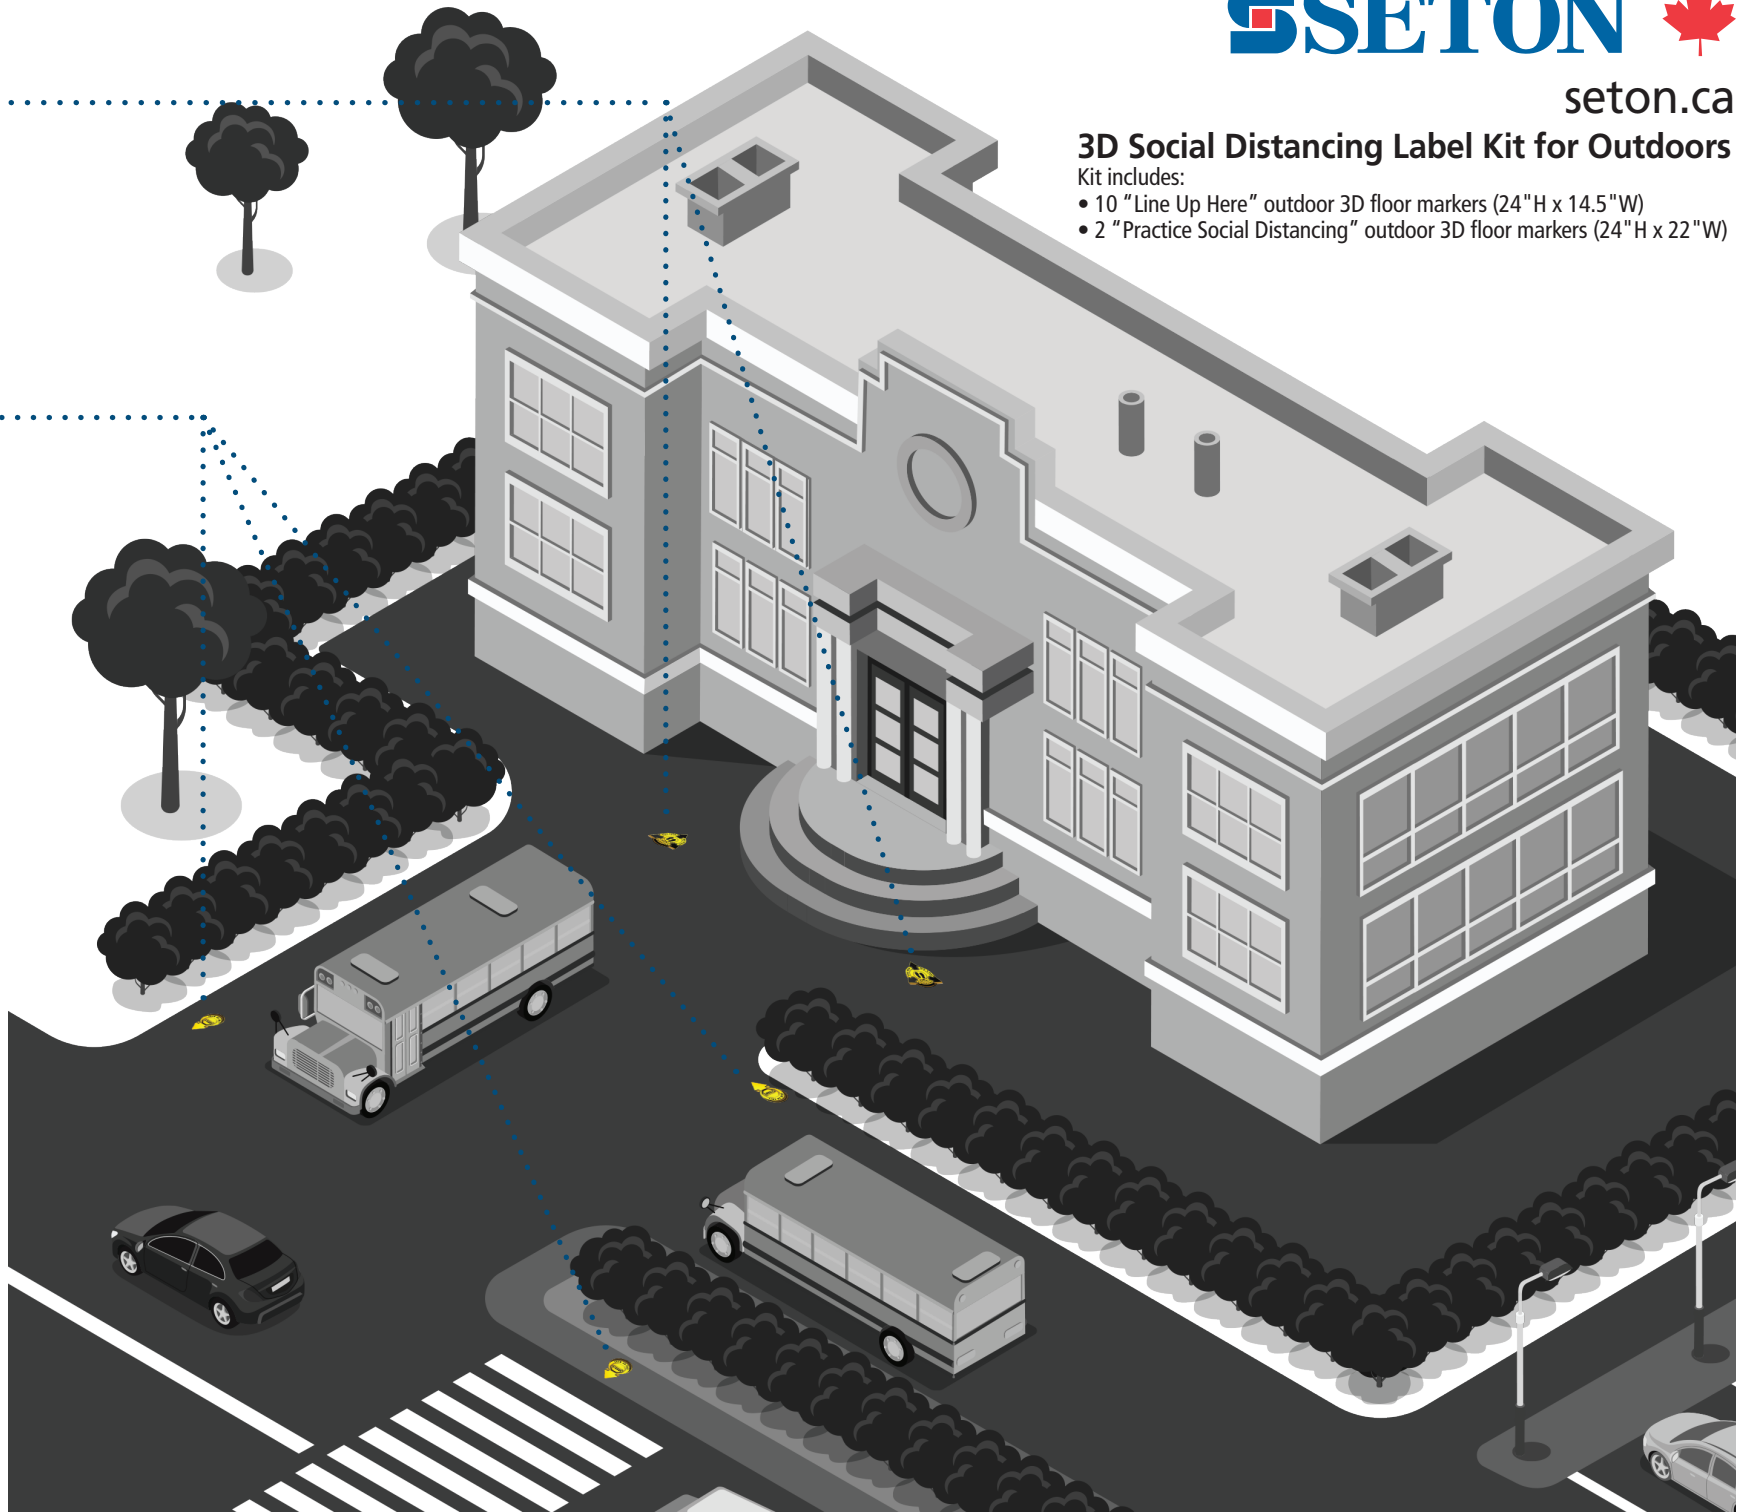 SETON
seton.ca
3D Social Distancing Label Kit for Outdoors
Kit includes:
• 10 “Line Up Here” outdoor 3D floor markers (24"H x 14.5"W)
• 2 “Practice Social Distancing” outdoor 3D floor markers (24"H x 22"W)